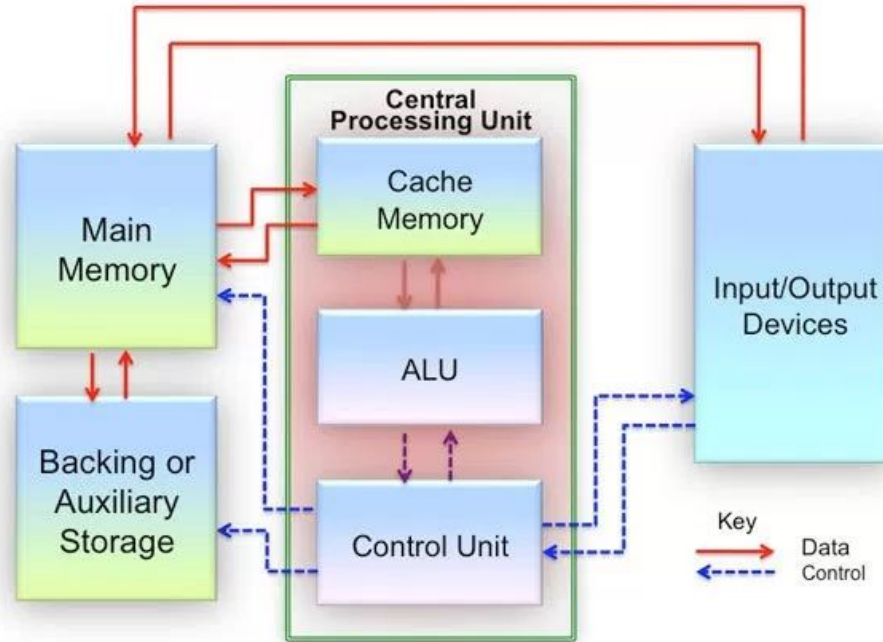 Central
Processing Unit
Cache
Memory
Main
Memory
Input/Output
Devices
ALU
Backing or
Auxiliary
Storage
Control Unit
Key
Data
Control